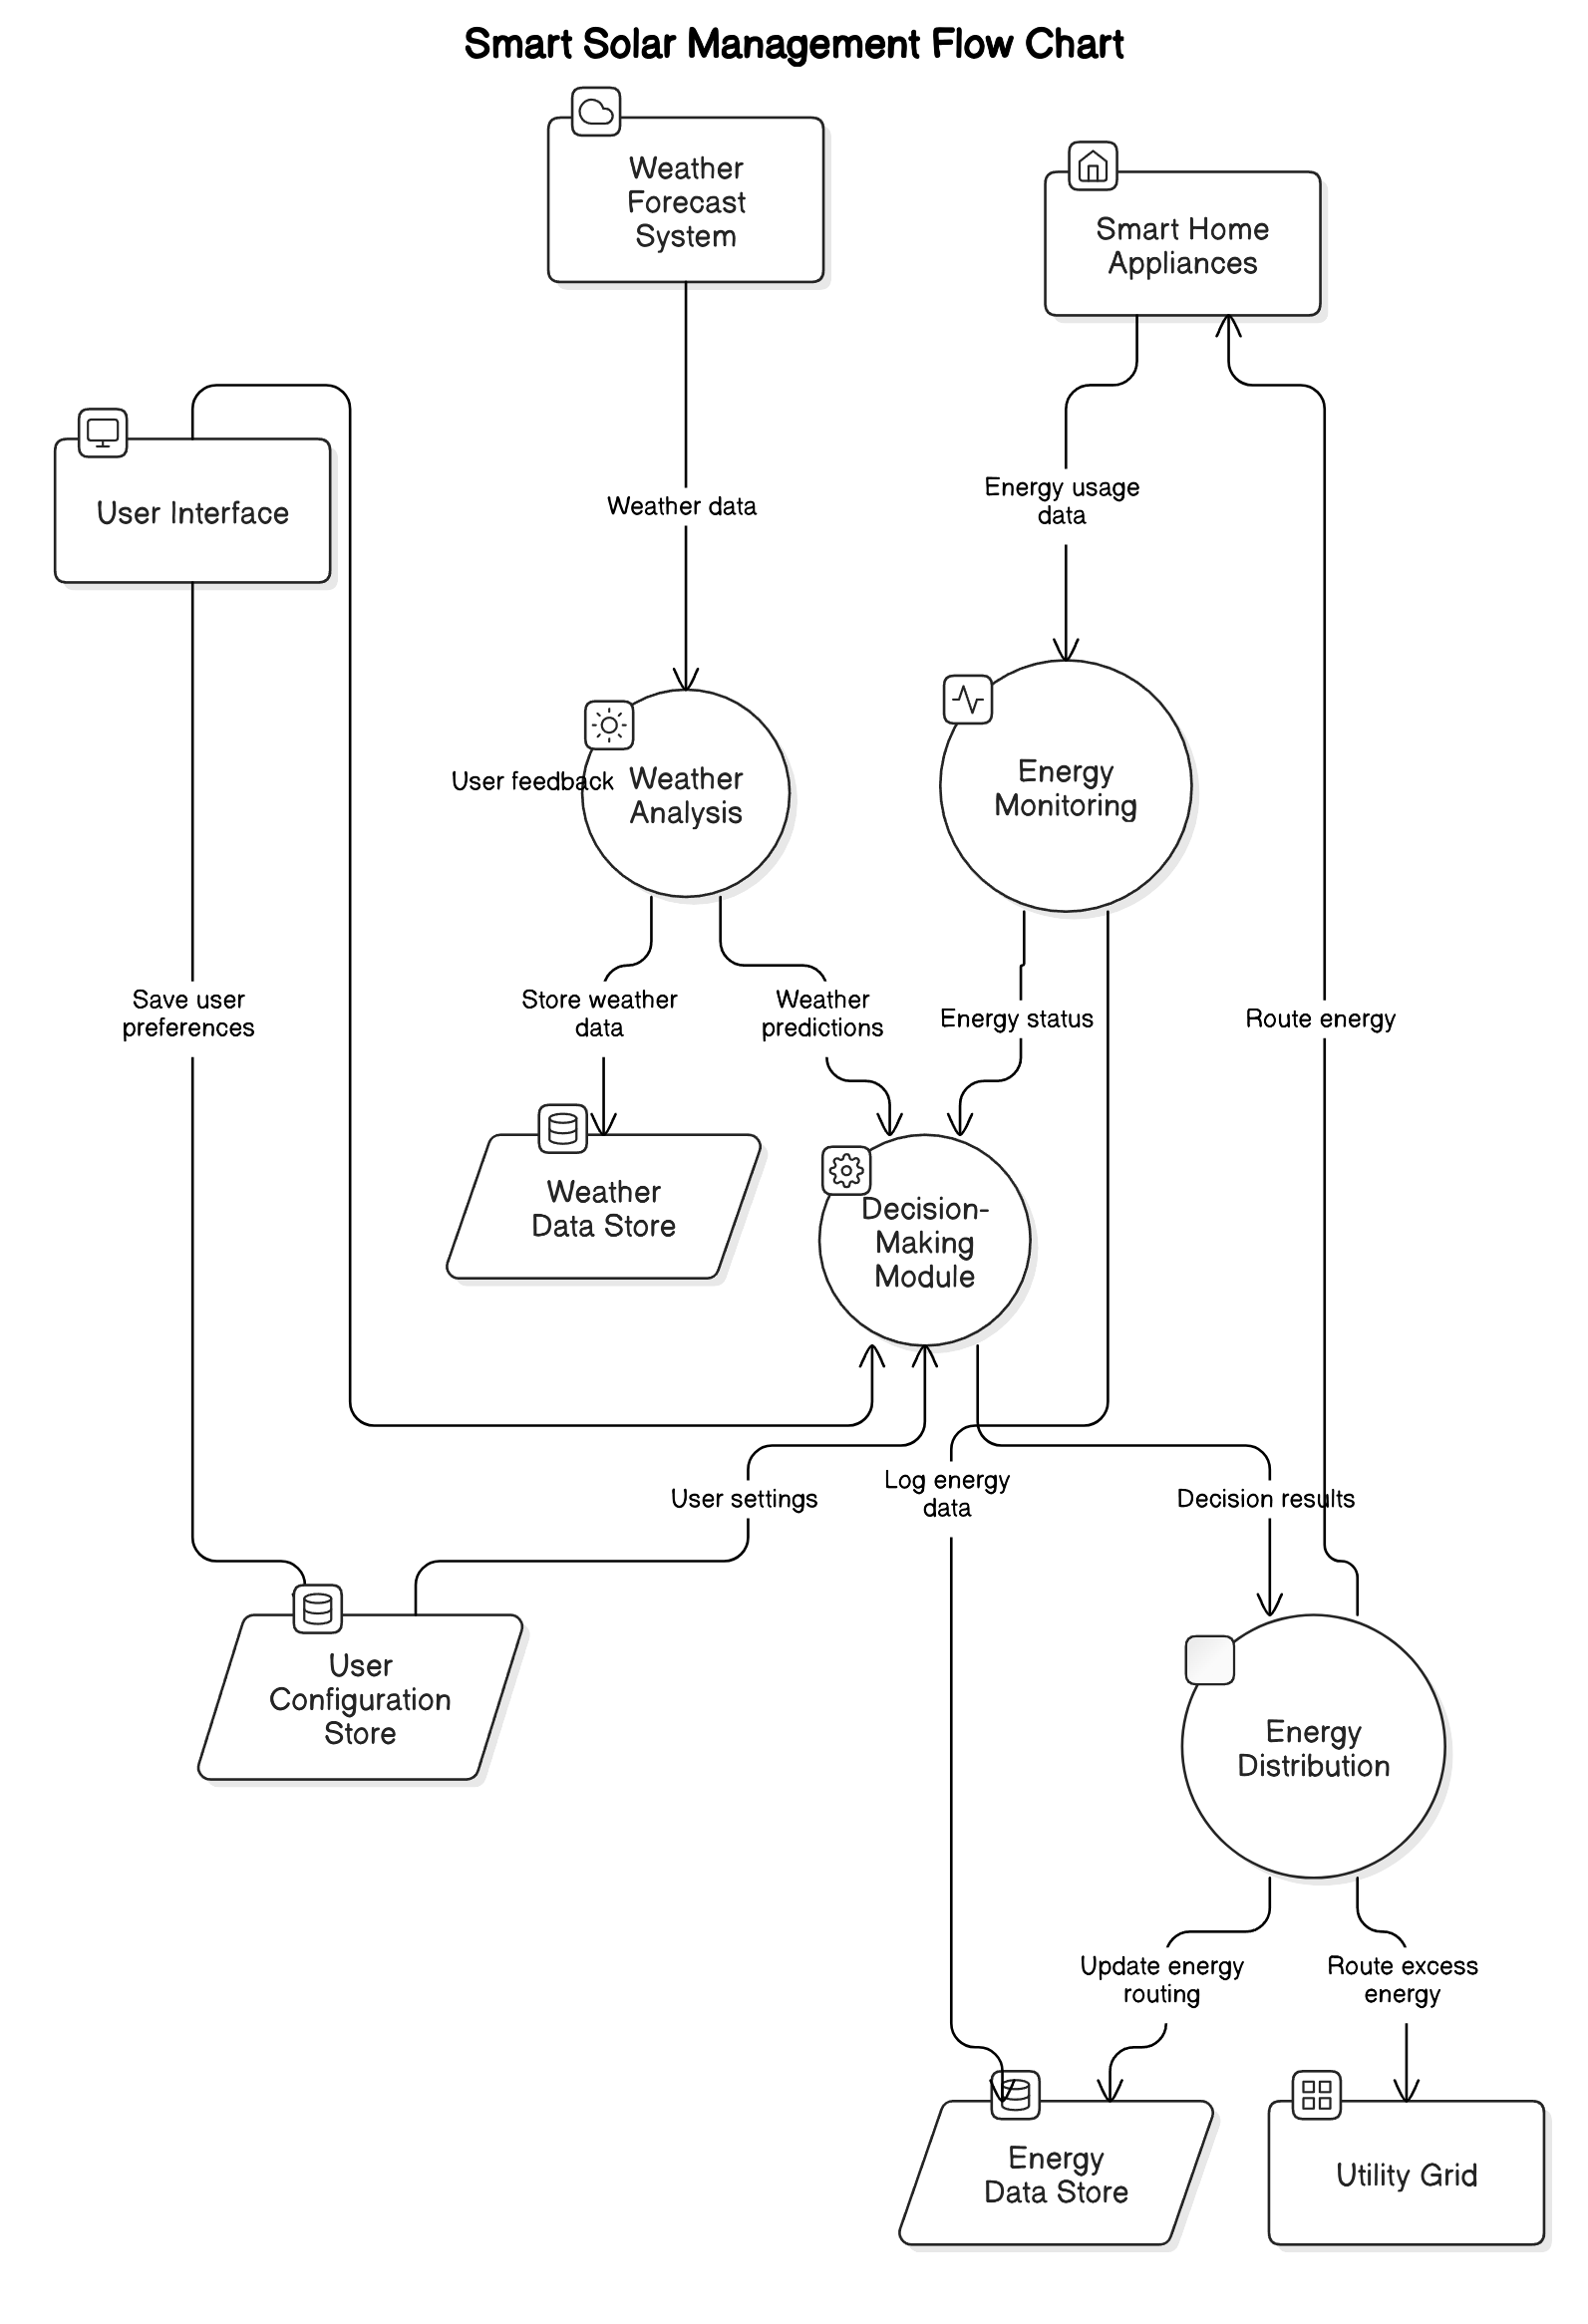 Smart Solar Management Flow Chart
Weather
Forecast
System
Smart Home
Appliances
User Interface
Weather data
Energy usage
data
User feedback
Weather
Analysis
Energy
Monitoring
Save user
preferences
Store weather
data
Weather
predictions
Energy status
Route energy
Weather
Data Store
Decision-
Making
Module
User settings
Log energy
data
Decision results
User
Configuration
Store
Energy
Distribution
Update energy
routing
Route excess
energy
Energy
Data Store
Utility Grid